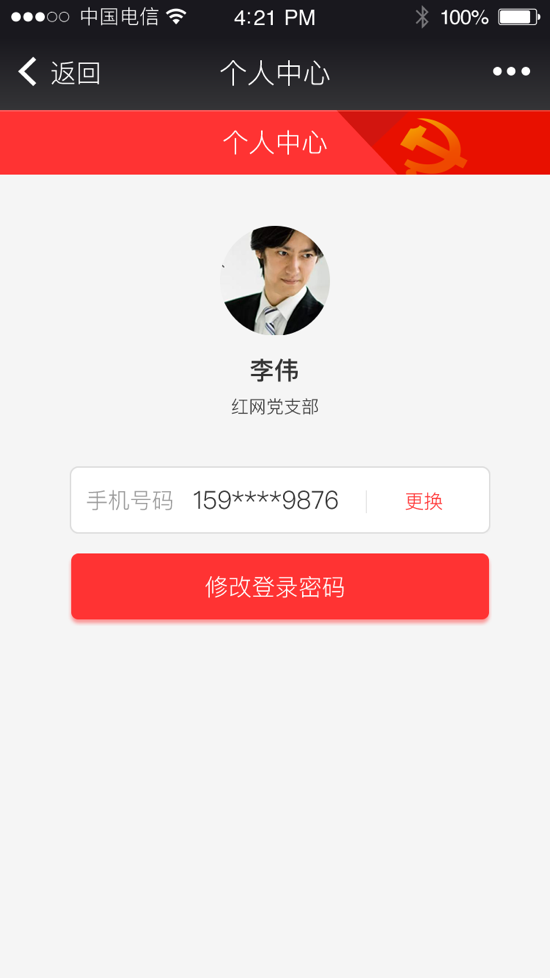 中国电信 4:21 PM 100%
返回 个人中心
个人中心
李伟
红网党支部
手机号码 159****9876 更换
修改登录密码